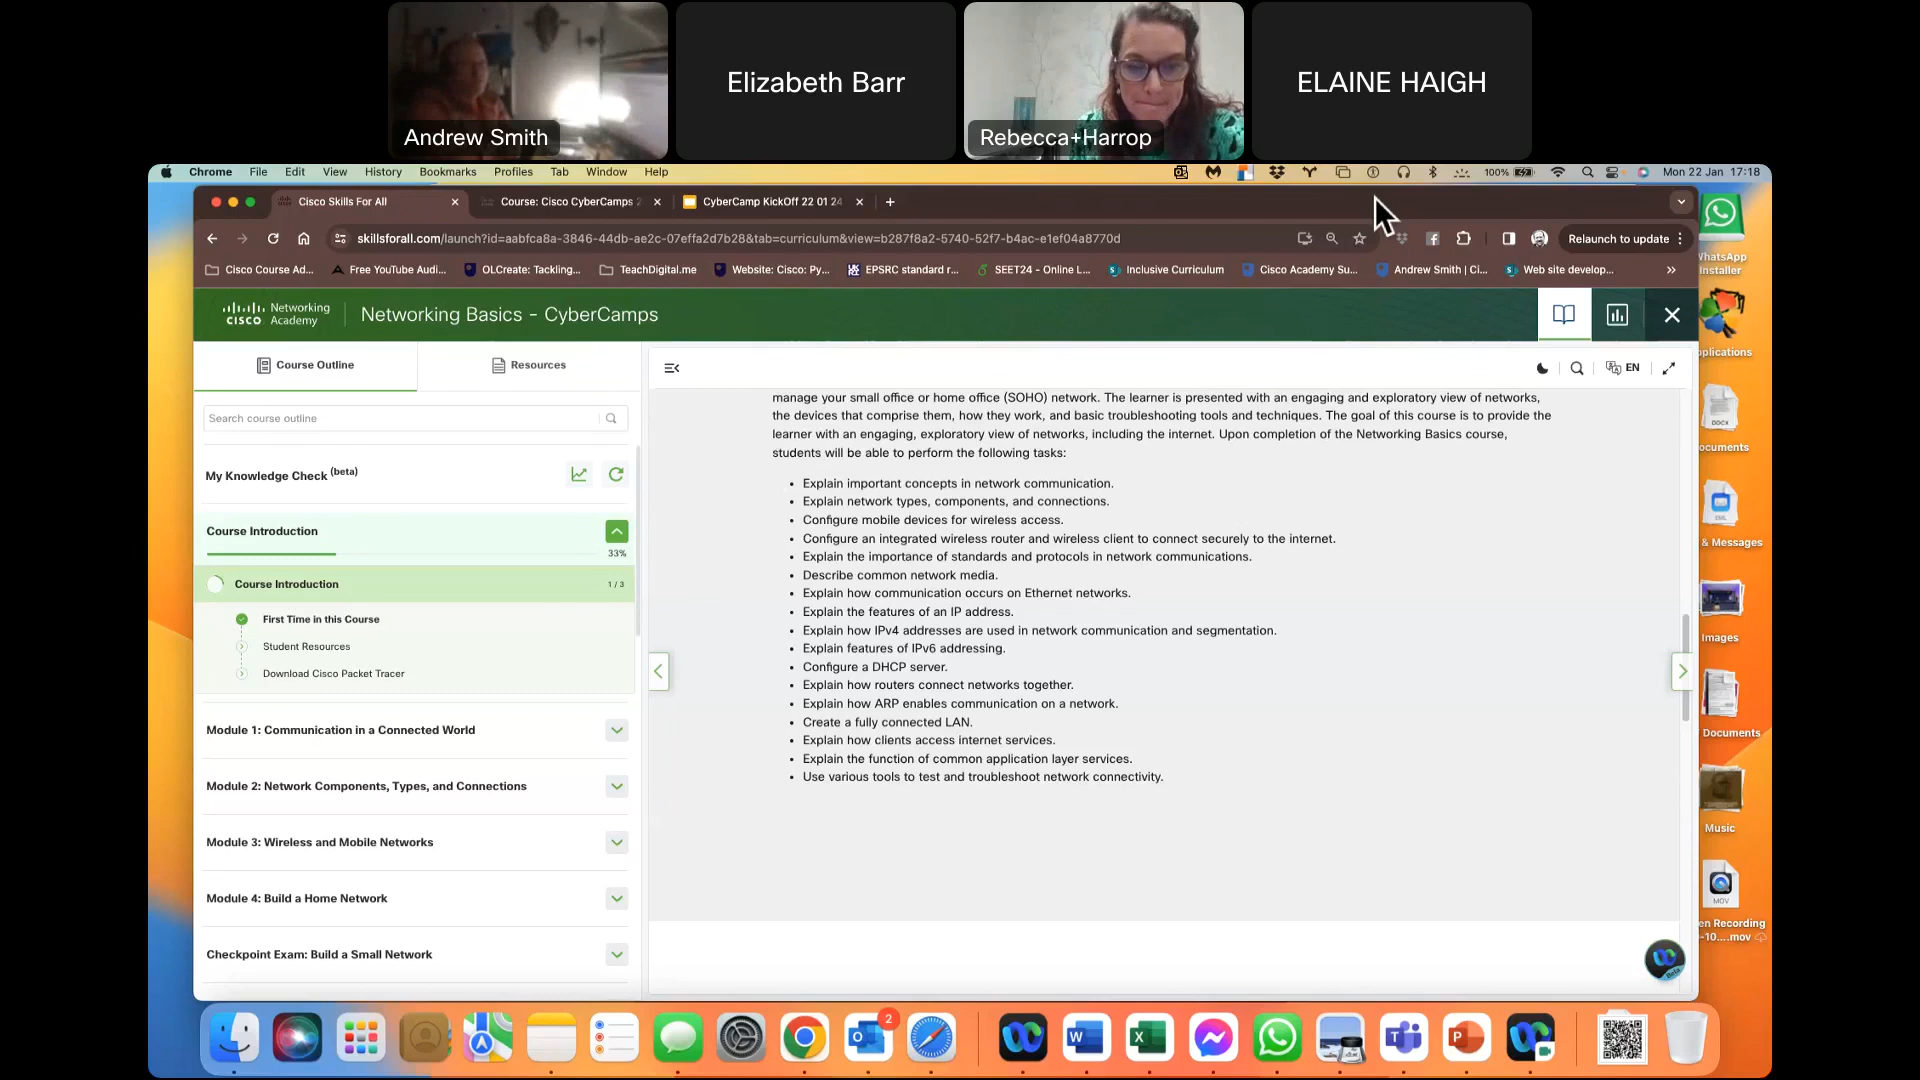 Andrew Smith
Elizabeth Barr
Rebecca+Harrop
ELAINE HAIGH
Chrome File Edit View History Bookmarks Profiles Tab Window Help
100%
Mon 22 Jan 17:18
Cisco Skills For All
Course: Cisco CyberCamps 2
CyberCamp KickOff 22 01 24
skillsforall.com/launch?id=aabfca8a-3846-44db-ae2c-07effa2d7b28&tab=curriculum&view=b287f8a2-5740-52f7-b4ac-e1ef04a8770d
Relaunch to update
Cisco Course Ad...
Free YouTube Audi...
OLCreate: Tackling...
TeachDigital.me
Website: Cisco: Py...
EPSRC standard r...
SEET24 - Online L...
Inclusive Curriculum
Cisco Academy Su...
Andrew Smith | Ci...
Web site develop...
CISCO Networking Academy
Networking Basics - CyberCamps
Course Outline
Resources
EN
Search course outline
My Knowledge Check (beta)
Course Introduction
33%
Course Introduction
1 / 3
First Time in this Course
Student Resources
Download Cisco Packet Tracer
Module 1: Communication in a Connected World
Module 2: Network Components, Types, and Connections
Module 3: Wireless and Mobile Networks
Module 4: Build a Home Network
Checkpoint Exam: Build a Small Network
manage your small office or home office (SOHO) network. The learner is presented with an engaging and exploratory view of networks,
the devices that comprise them, how they work, and basic troubleshooting tools and techniques. The goal of this course is to provide the
learner with an engaging, exploratory view of networks, including the internet. Upon completion of the Networking Basics course,
students will be able to perform the following tasks:
• Explain important concepts in network communication.
• Explain network types, components, and connections.
• Configure mobile devices for wireless access.
• Configure an integrated wireless router and wireless client to connect securely to the internet.
• Explain the importance of standards and protocols in network communications.
• Describe common network media.
• Explain how communication occurs on Ethernet networks.
• Explain the features of an IP address.
• Explain how IPv4 addresses are used in network communication and segmentation.
• Explain features of IPv6 addressing.
• Configure a DHCP server.
• Explain how routers connect networks together.
• Explain how ARP enables communication on a network.
• Create a fully connected LAN.
• Explain how clients access internet services.
• Explain the function of common application layer services.
• Use various tools to test and troubleshoot network connectivity.
WhatsApp
Installer
plications
DOCX
ocuments
EML
& Messages
Images
Documents
Music
MOV
en Recording
-10....mov
Beta
2